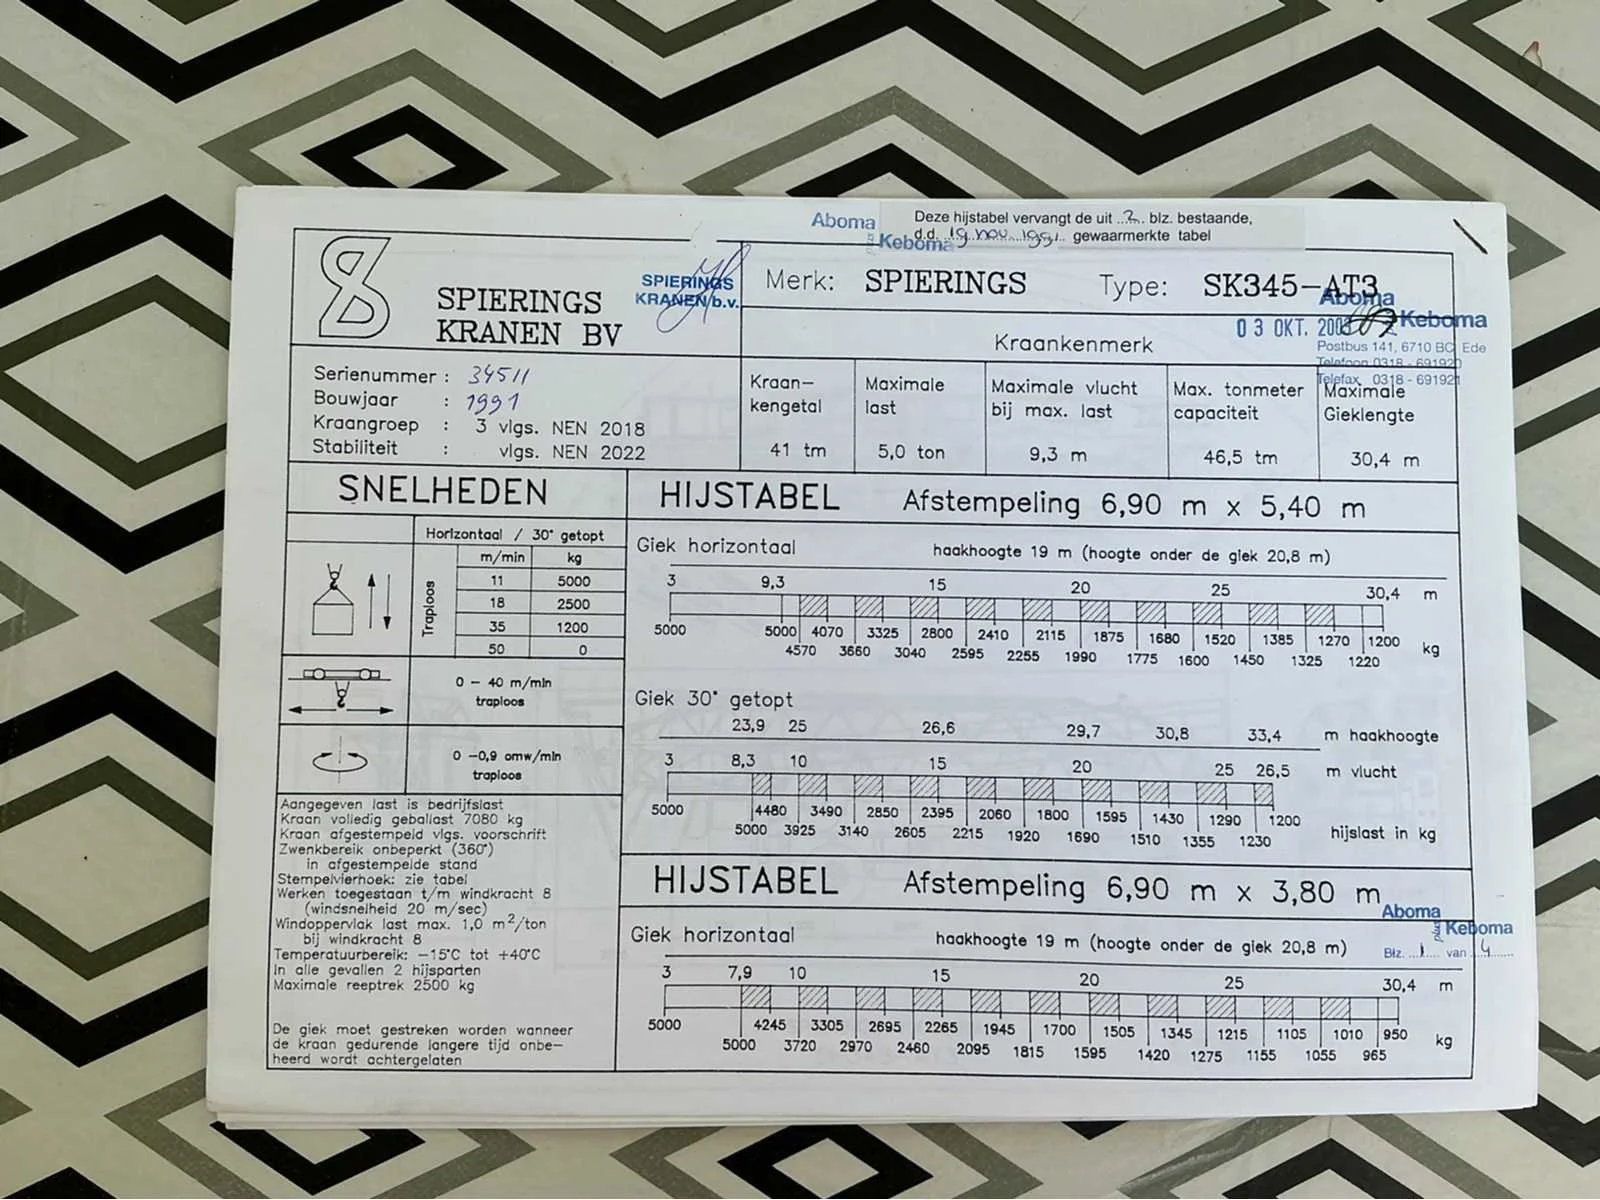 Aboma
plus
Keboma
Deze hijstabel vervangt de uit ..2.. blz. bestaande,
d.d. 19 nov. 1991. gewaarmerkte tabel
SPIERINGS
KRANEN BV
SPIERINGS
KRANEN b.v.
Merk: SPIERINGS Type: SK345-AT3
Aboma
Keboma
03 OKT. 2003
Postbus 141, 6710 BC Ede
Telefoon 0318 - 691920
Telefax 0318 - 691921
Kraankenmerk
Serienummer : 34511
Bouwjaar : 1991
Kraangroep : 3 vlgs. NEN 2018
Stabiliteit : vlgs. NEN 2022
Kraan-
kengetal
41 tm
Maximale
last
5,0 ton
Maximale vlucht
bij max. last
9,3 m
Max. tonmeter
capaciteit
46,5 tm
Maximale
Gieklengte
30,4 m
SNELHEDEN
Horizontaal / 30° getopt
Traploos
m/min kg
11 5000
18 2500
35 1200
50 0
0 - 40 m/min
traploos
0 -0,9 omw/min
traploos
Aangegeven last is bedrijfslast
Kraan volledig geballast 7080 kg
Kraan afgestempeld vlgs. voorschrift
Zwenkbereik onbeperkt (360°)
in afgestempelde stand
Stempelvierhoek: zie tabel
Werken toegestaan t/m windkracht 8
(windsnelheid 20 m/sec)
Windoppervlak last max. 1,0 m²/ton
bij windkracht 8
Temperatuurbereik: -15°C tot +40°C
In alle gevallen 2 hijsparten
Maximale reeptrek 2500 kg
De giek moet gestreken worden wanneer
de kraan gedurende langere tijd onbe-
heerd wordt achtergelaten
HIJSTABEL Afstempeling 6,90 m x 5,40 m
Giek horizontaal haakhoogte 19 m (hoogte onder de giek 20,8 m)
3 9,3 15 20 25 30,4 m
5000 5000 4070 3325 2800 2410 2115 1875 1680 1520 1385 1270 1200 kg
4570 3660 3040 2595 2255 1990 1775 1600 1450 1325 1220
Giek 30° getopt
23,9 25 26,6 29,7 30,8 33,4 m haakhoogte
3 8,3 10 15 20 25 26,5 m vlucht
5000 4480 3490 2850 2395 2060 1800 1595 1430 1290 1200
5000 3925 3140 2605 2215 1920 1690 1510 1355 1230 hijslast in kg
HIJSTABEL Afstempeling 6,90 m x 3,80 m
Aboma
plus
Keboma
Blz. ..1.. van ..4..
Giek horizontaal haakhoogte 19 m (hoogte onder de giek 20,8 m)
3 7,9 10 15 20 25 30,4 m
5000 4245 3305 2695 2265 1945 1700 1505 1345 1215 1105 1010 950 kg
5000 3720 2970 2460 2095 1815 1595 1420 1275 1155 1055 965